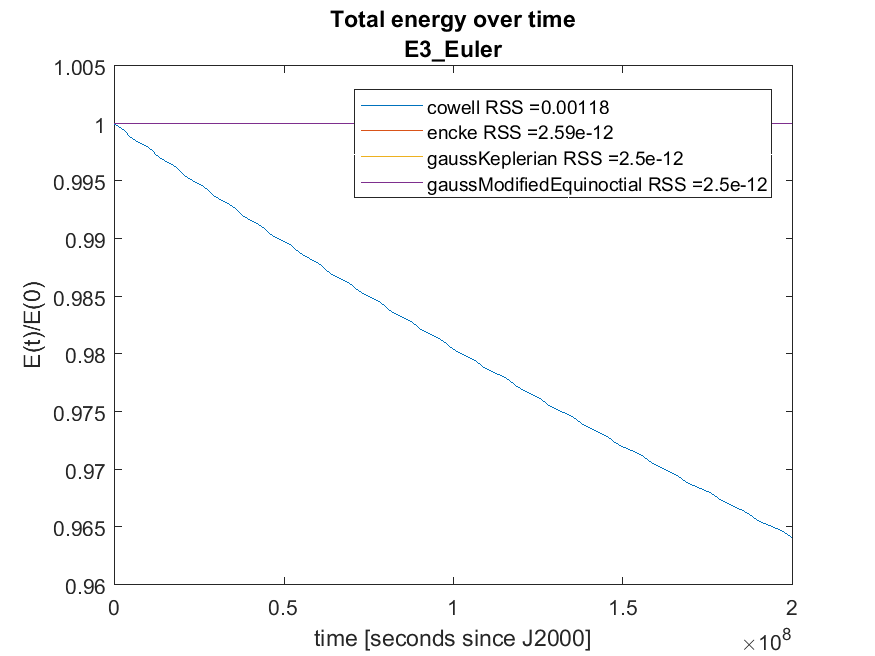 Total energy over time
E3_Euler
1.005
1
0.995
0.99
0.985
0.98
0.975
0.97
0.965
0.96
E(t)/E(0)
cowell RSS =0.00118
encke RSS =2.59e-12
gaussKeplerian RSS =2.5e-12
gaussModifiedEquinoctial RSS =2.5e-12
0 0.5 1 1.5 2
time [seconds since J2000]
×10⁸